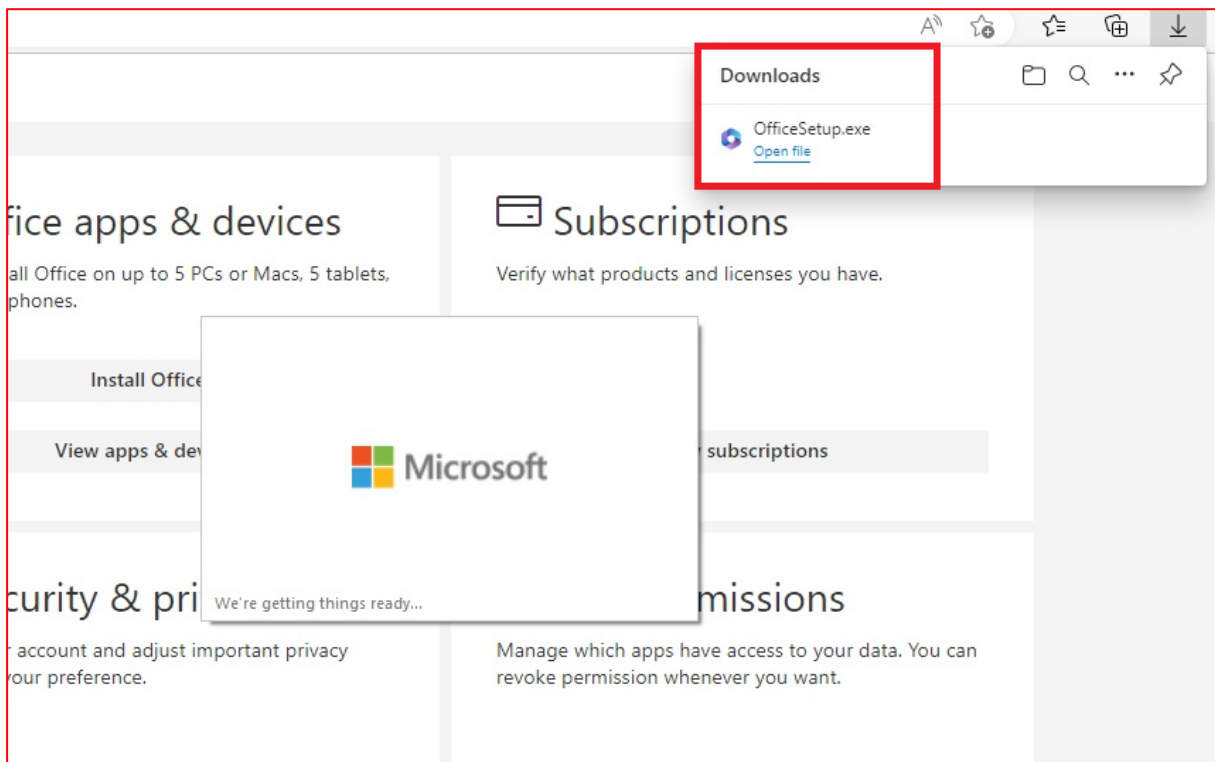 Downloads
OfficeSetup.exe
Open file
fice apps & devices
all Office on up to 5 PCs or Macs, 5 tablets,
phones.
Install Office
View apps & dev
Subscriptions
Verify what products and licenses you have.
subscriptions
Microsoft
We're getting things ready...
curity & pri
account and adjust important privacy
your preference.
missions
Manage which apps have access to your data. You can
revoke permission whenever you want.